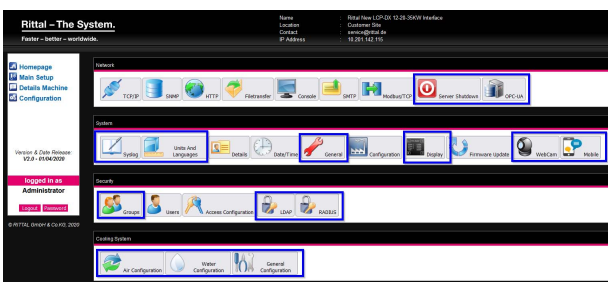 Rittal – The System.
Faster – better – worldwide.
Name : Rittal New LCP-DX 12-20-35KW Interface
Location : Customer Site
Contact : service@rittal.de
IP Address : 10.201.142.115
Homepage
Main Setup
Details Machine
Configuration
Version & Date Release:
V2.0 - 01/04/2020
logged in as
Administrator
Logout Password
© RITTAL GmbH & Co KG, 2020
Network
TCP/IP SNMP HTTP Filetransfer Console SMTP Modbus/TCP Server Shutdown OPC-UA
System
Syslog Units And Languages Details Date/Time General Configuration Display Firmware Update WebCam Mobile
Security
Groups Users Access Configuration LDAP RADIUS
Cooling System
Air Configuration Water Configuration General Configuration